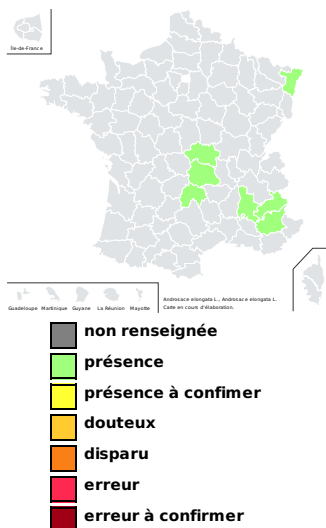 Île-de-France
Guadeloupe Martinique Guyane La Réunion Mayotte
Androsace elongata L., Androsace elongata L.
Carte en cours d'élaboration.
non renseignée
présence
présence à confimer
douteux
disparu
erreur
erreur à confirmer